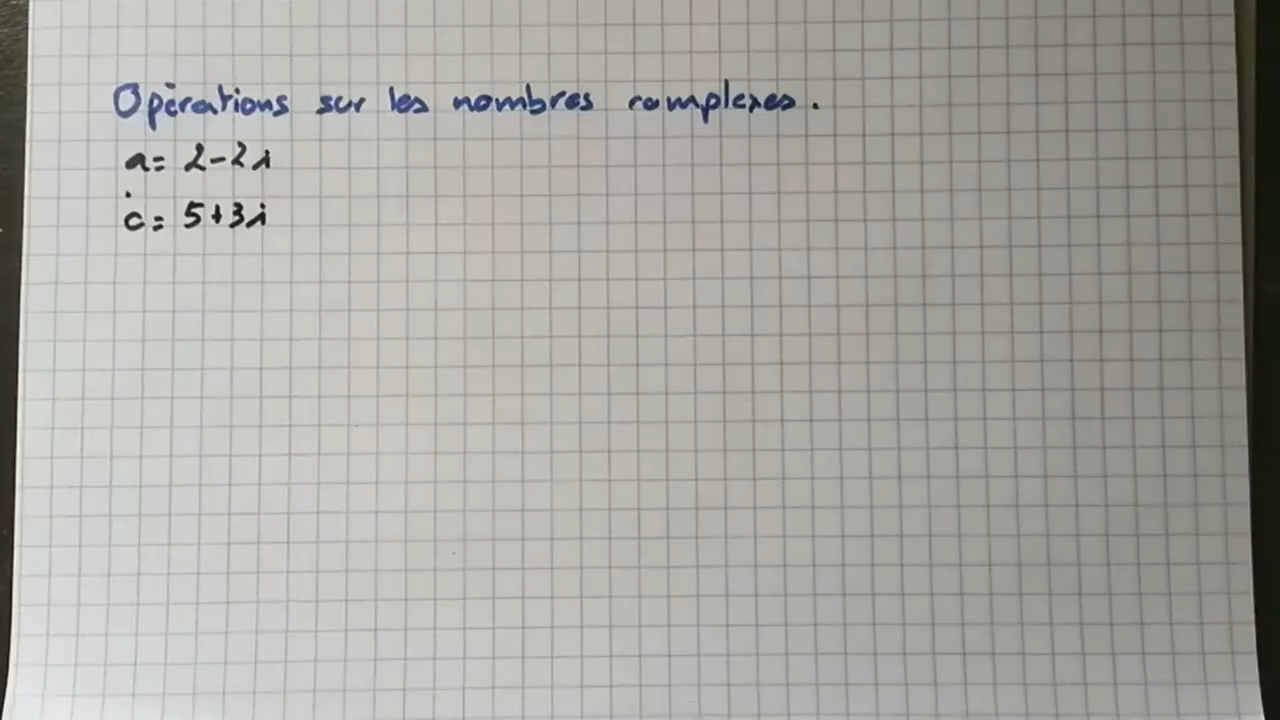 Opérations sur les nombres complexes.
a = 2-2i
c = 5+3i